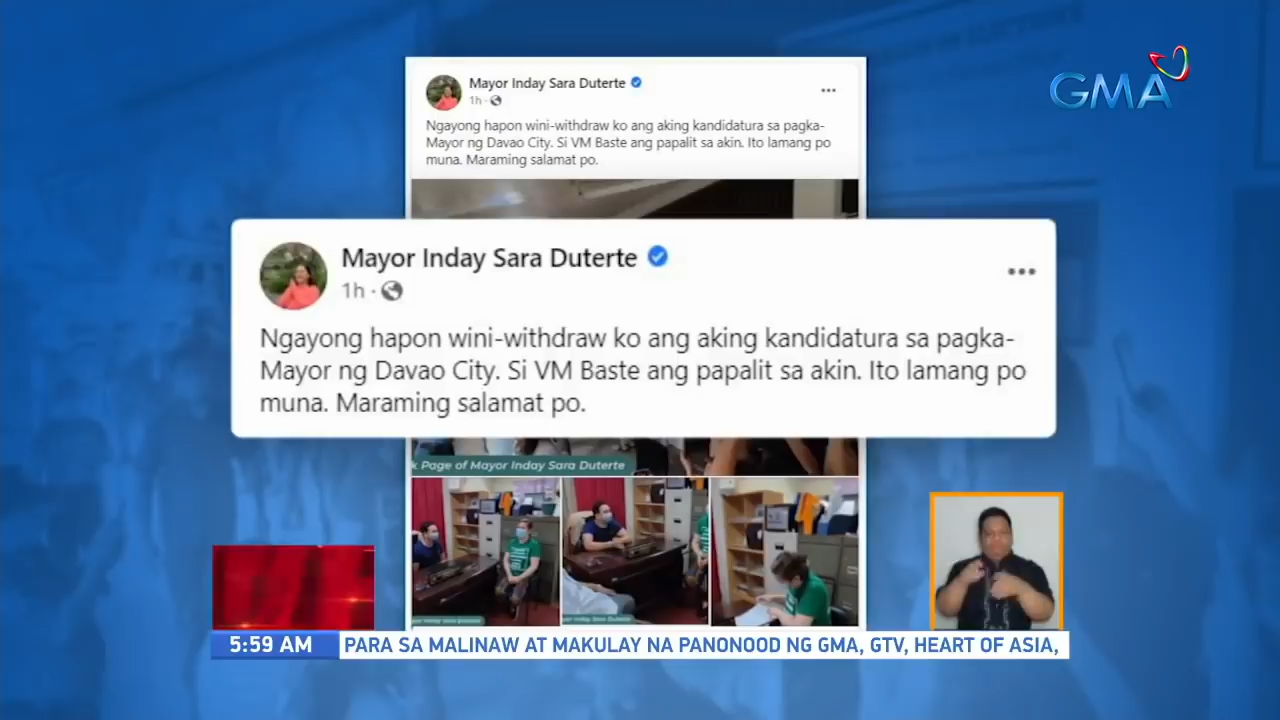 GMA
Mayor Inday Sara Duterte
1h ·
Ngayong hapon wini-withdraw ko ang aking kandidatura sa pagka-
Mayor ng Davao City. Si VM Baste ang papalit sa akin. Ito lamang po
muna. Maraming salamat po.
Mayor Inday Sara Duterte
1h ·
Ngayong hapon wini-withdraw ko ang aking kandidatura sa pagka-
Mayor ng Davao City. Si VM Baste ang papalit sa akin. Ito lamang po
muna. Maraming salamat po.
k Page of Mayor Inday Sara Duterte
5:59 AM
PARA SA MALINAW AT MAKULAY NA PANONOOD NG GMA, GTV, HEART OF ASIA,